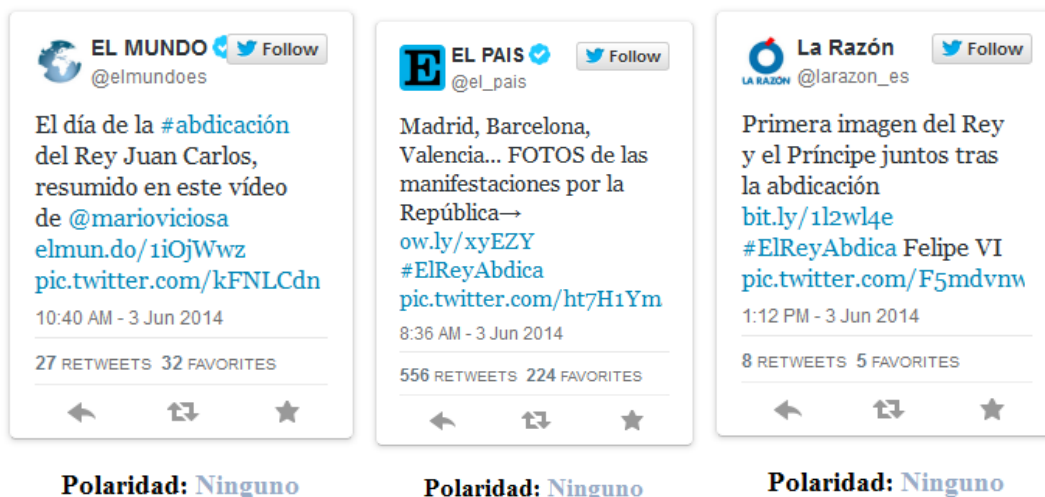 EL MUNDO Follow
@elmundoes
El día de la #abdicación
del Rey Juan Carlos,
resumido en este vídeo
de @marioviciosa
elmun.do/1iOjWwz
pic.twitter.com/kFNLCdn
10:40 AM - 3 Jun 2014
27 RETWEETS 32 FAVORITES
Polaridad: Ninguno
E EL PAIS Follow
@el_pais
Madrid, Barcelona,
Valencia... FOTOS de las
manifestaciones por la
República→
ow.ly/xyEZY
#ElReyAbdica
pic.twitter.com/ht7H1Ym
8:36 AM - 3 Jun 2014
556 RETWEETS 224 FAVORITES
Polaridad: Ninguno
La Razón Follow
LA RAZON @larazon_es
Primera imagen del Rey
y el Príncipe juntos tras
la abdicación
bit.ly/1l2wl4e
#ElReyAbdica Felipe VI
pic.twitter.com/F5mdvnw
1:12 PM - 3 Jun 2014
8 RETWEETS 5 FAVORITES
Polaridad: Ninguno